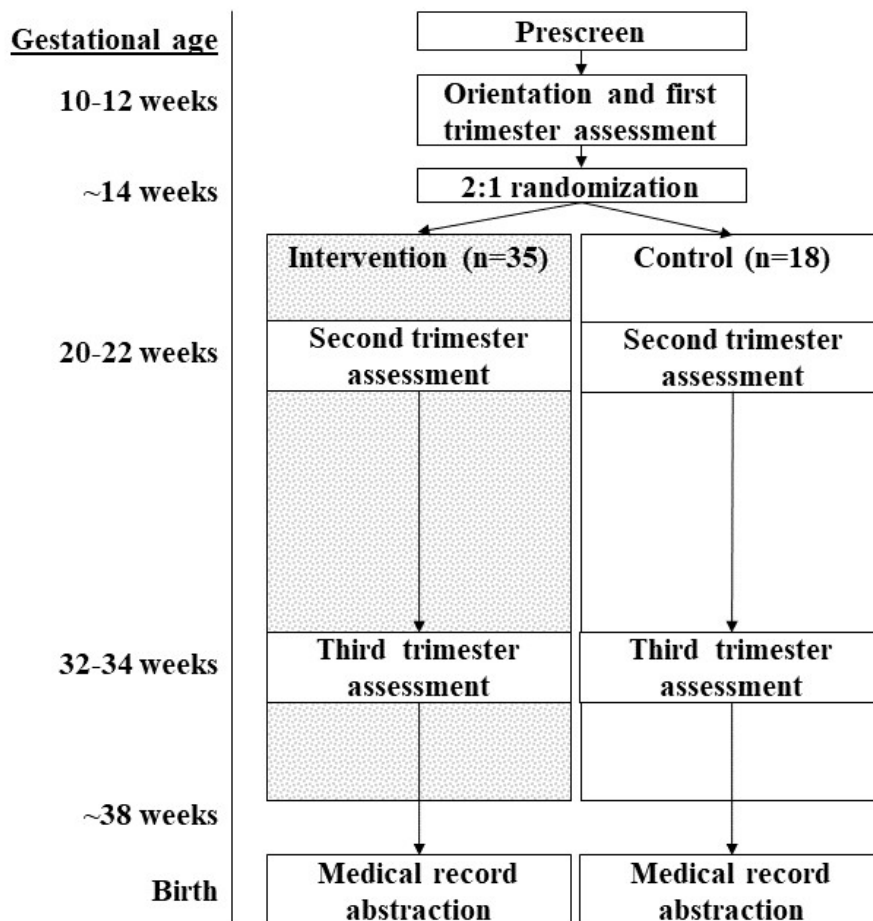 Gestational age
Prescreen
10-12 weeks
Orientation and first
trimester assessment
~14 weeks
2:1 randomization
Intervention (n=35)
Control (n=18)
20-22 weeks
Second trimester
assessment
Second trimester
assessment
32-34 weeks
Third trimester
assessment
Third trimester
assessment
~38 weeks
Birth
Medical record
abstraction
Medical record
abstraction